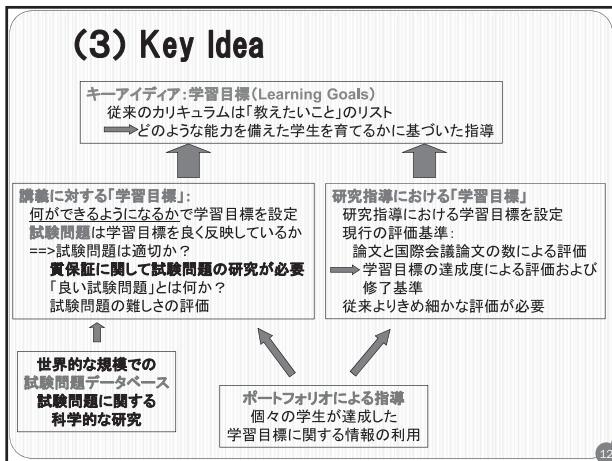 (3) Key Idea
キーアイディア:学習目標(Learning Goals)
従来のカリキュラムは「教えたいこと」のリスト
どのような能力を備えた学生を育てるかに基づいた指導
講義に対する「学習目標」:
何ができるようになるかで学習目標を設定
試験問題は学習目標を良く反映しているか
==>試験問題は適切か?
質保証に関して試験問題の研究が必要
「良い試験問題」とは何か?
試験問題の難しさの評価
研究指導における「学習目標」
研究指導における学習目標を設定
現行の評価基準:
論文と国際会議論文の数による評価
学習目標の達成度による評価および
修了基準
従来よりきめ細かな評価が必要
世界的な規模での
試験問題データベース
試験問題に関する
科学的な研究
ポートフォリオによる指導
個々の学生が達成した
学習目標に関する情報の利用
12